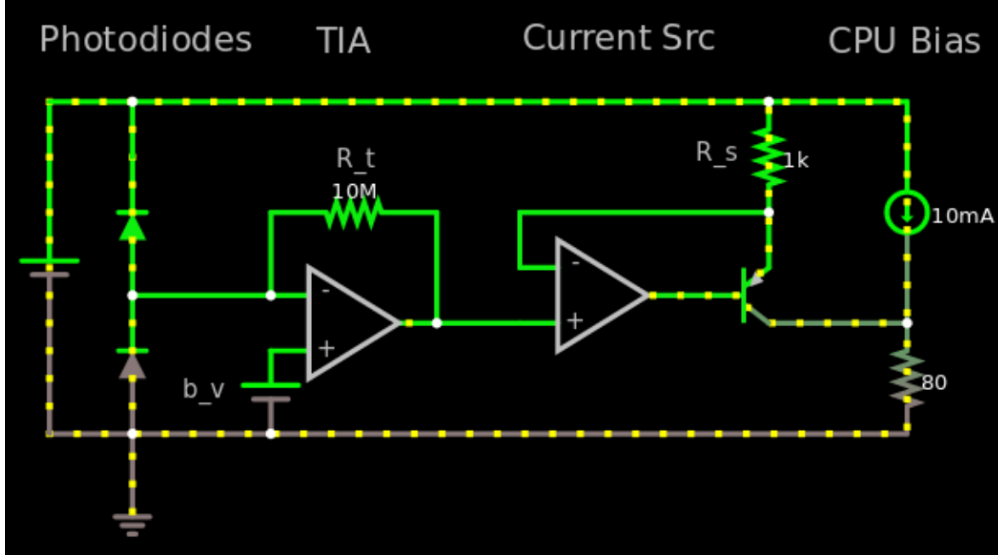 Photodiodes TIA Current Src CPU Bias
R_t
10M
R_s 1k
10mA
-
+
-
+
b_v
80